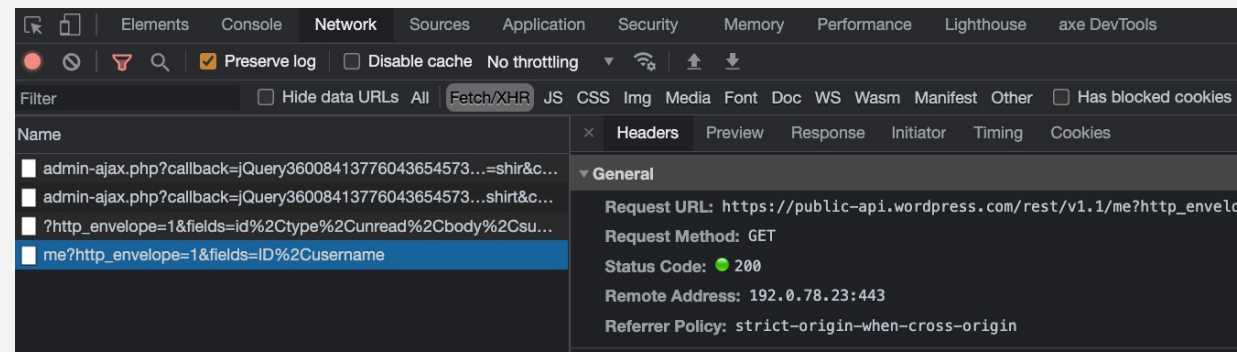 Elements Console Network Sources Application Security Memory Performance Lighthouse axe DevTools
Preserve log Disable cache No throttling
Filter Hide data URLs All Fetch/XHR JS CSS Img Media Font Doc WS Wasm Manifest Other Has blocked cookies
Name
admin-ajax.php?callback=jQuery36008413776043654573...=shir&c...
admin-ajax.php?callback=jQuery36008413776043654573...shirt&c...
?http_envelope=1&fields=id%2Ctype%2Cunread%2Cbody%2Csu...
me?http_envelope=1&fields=ID%2Cusername
× Headers Preview Response Initiator Timing Cookies
General
Request URL: https://public-api.wordpress.com/rest/v1.1/me?http_envelo
Request Method: GET
Status Code: 200
Remote Address: 192.0.78.23:443
Referrer Policy: strict-origin-when-cross-origin